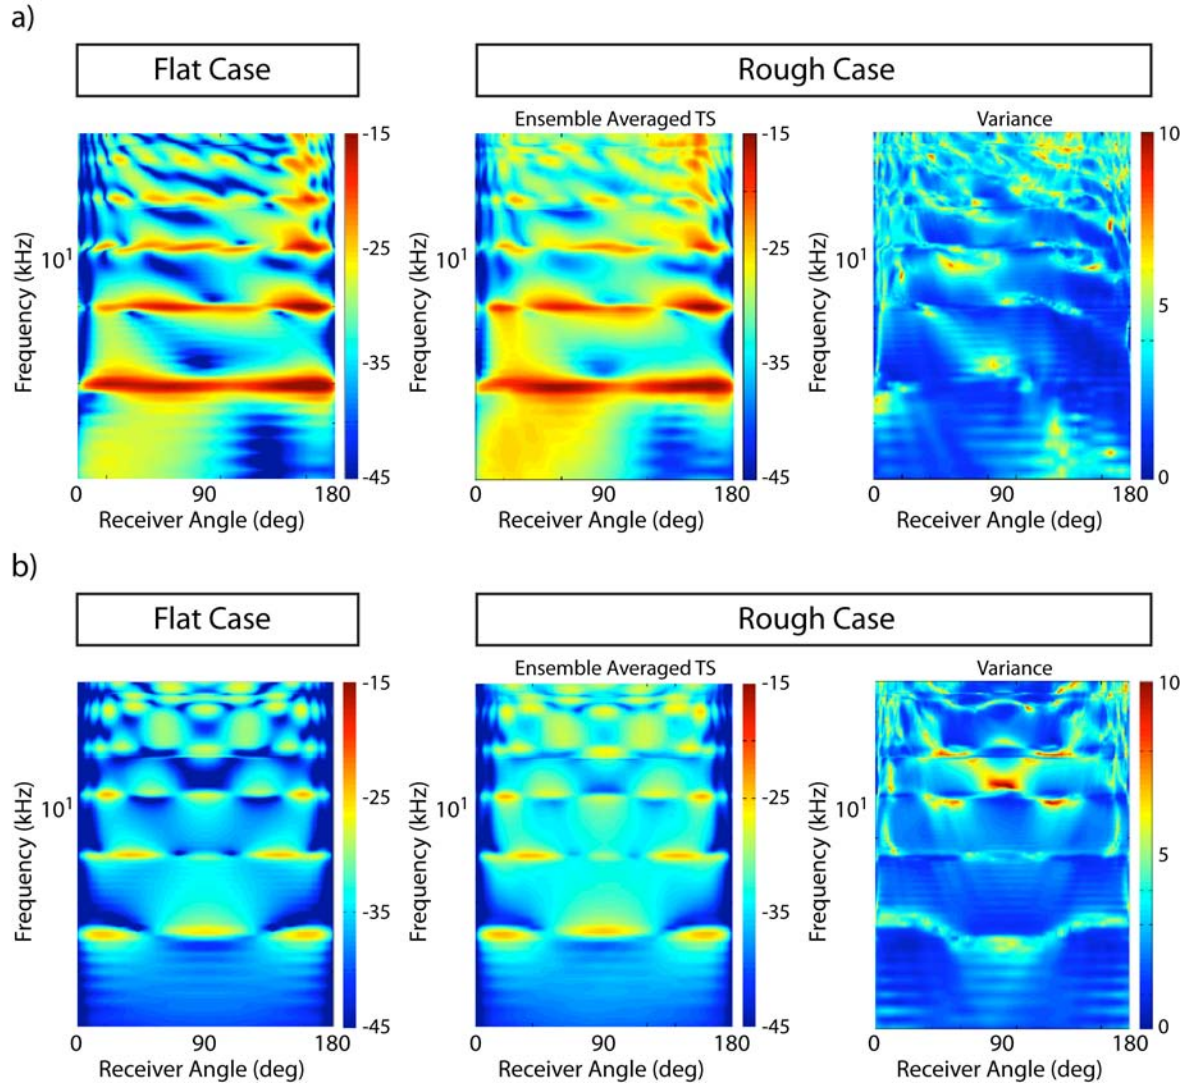 a)
Flat Case
Rough Case
Ensemble Averaged TS
Variance
-15
-25
-35
-45
10¹
Frequency (kHz)
0
90
180
Receiver Angle (deg)
-15
-25
-35
-45
10¹
Frequency (kHz)
0
90
180
Receiver Angle (deg)
10
5
0
10¹
Frequency (kHz)
0
90
180
Receiver Angle (deg)
b)
Flat Case
Rough Case
Ensemble Averaged TS
Variance
-15
-25
-35
-45
10¹
Frequency (kHz)
0
90
180
Receiver Angle (deg)
-15
-25
-35
-45
10¹
Frequency (kHz)
0
90
180
Receiver Angle (deg)
10
5
0
10¹
Frequency (kHz)
0
90
180
Receiver Angle (deg)